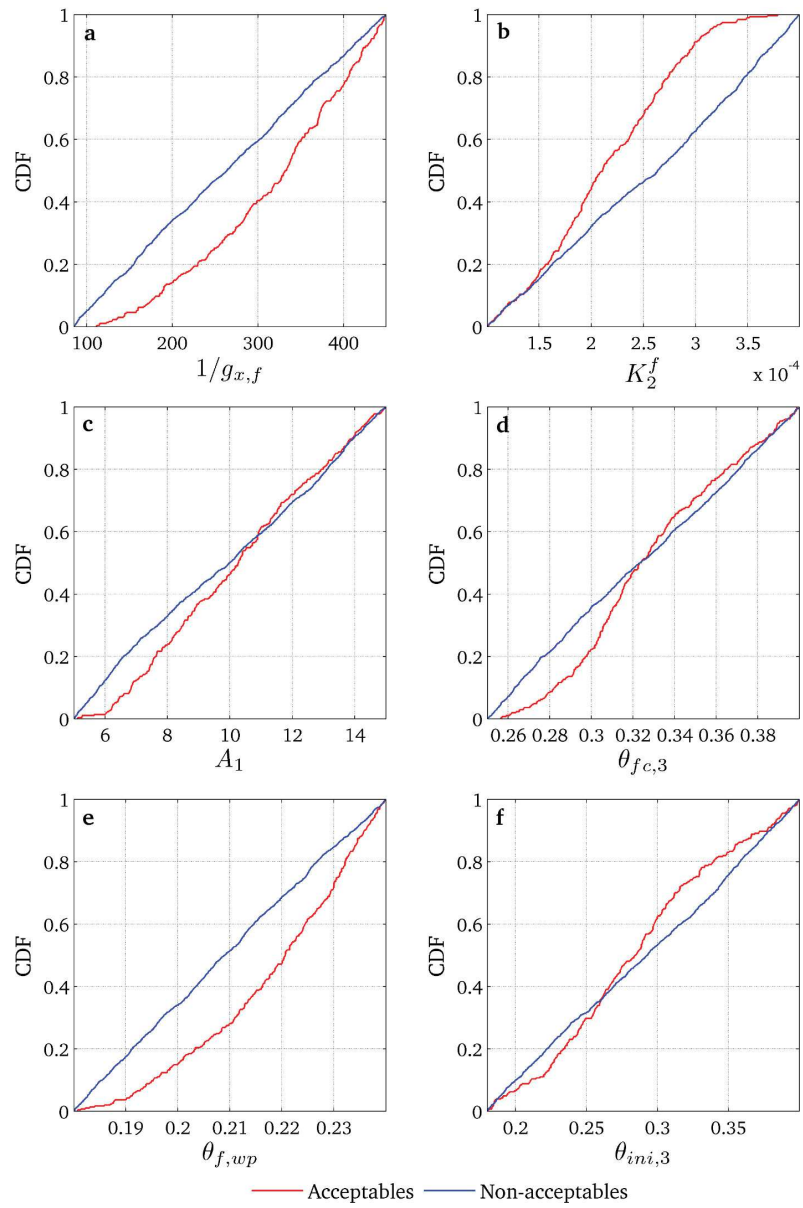 a
CDF
1
0.8
0.6
0.4
0.2
0
100 200 300 400
1/g_{x,f}
b
CDF
1
0.8
0.6
0.4
0.2
0
1.5 2 2.5 3 3.5
x 10^{-4}
K_2^f
c
CDF
1
0.8
0.6
0.4
0.2
0
6 8 10 12 14
A_1
d
CDF
1
0.8
0.6
0.4
0.2
0
0.26 0.28 0.3 0.32 0.34 0.36 0.38
θ_{fc,3}
e
CDF
1
0.8
0.6
0.4
0.2
0
0.19 0.2 0.21 0.22 0.23
θ_{f,wp}
f
CDF
1
0.8
0.6
0.4
0.2
0
0.2 0.25 0.3 0.35
θ_{ini,3}
Acceptables Non-acceptables